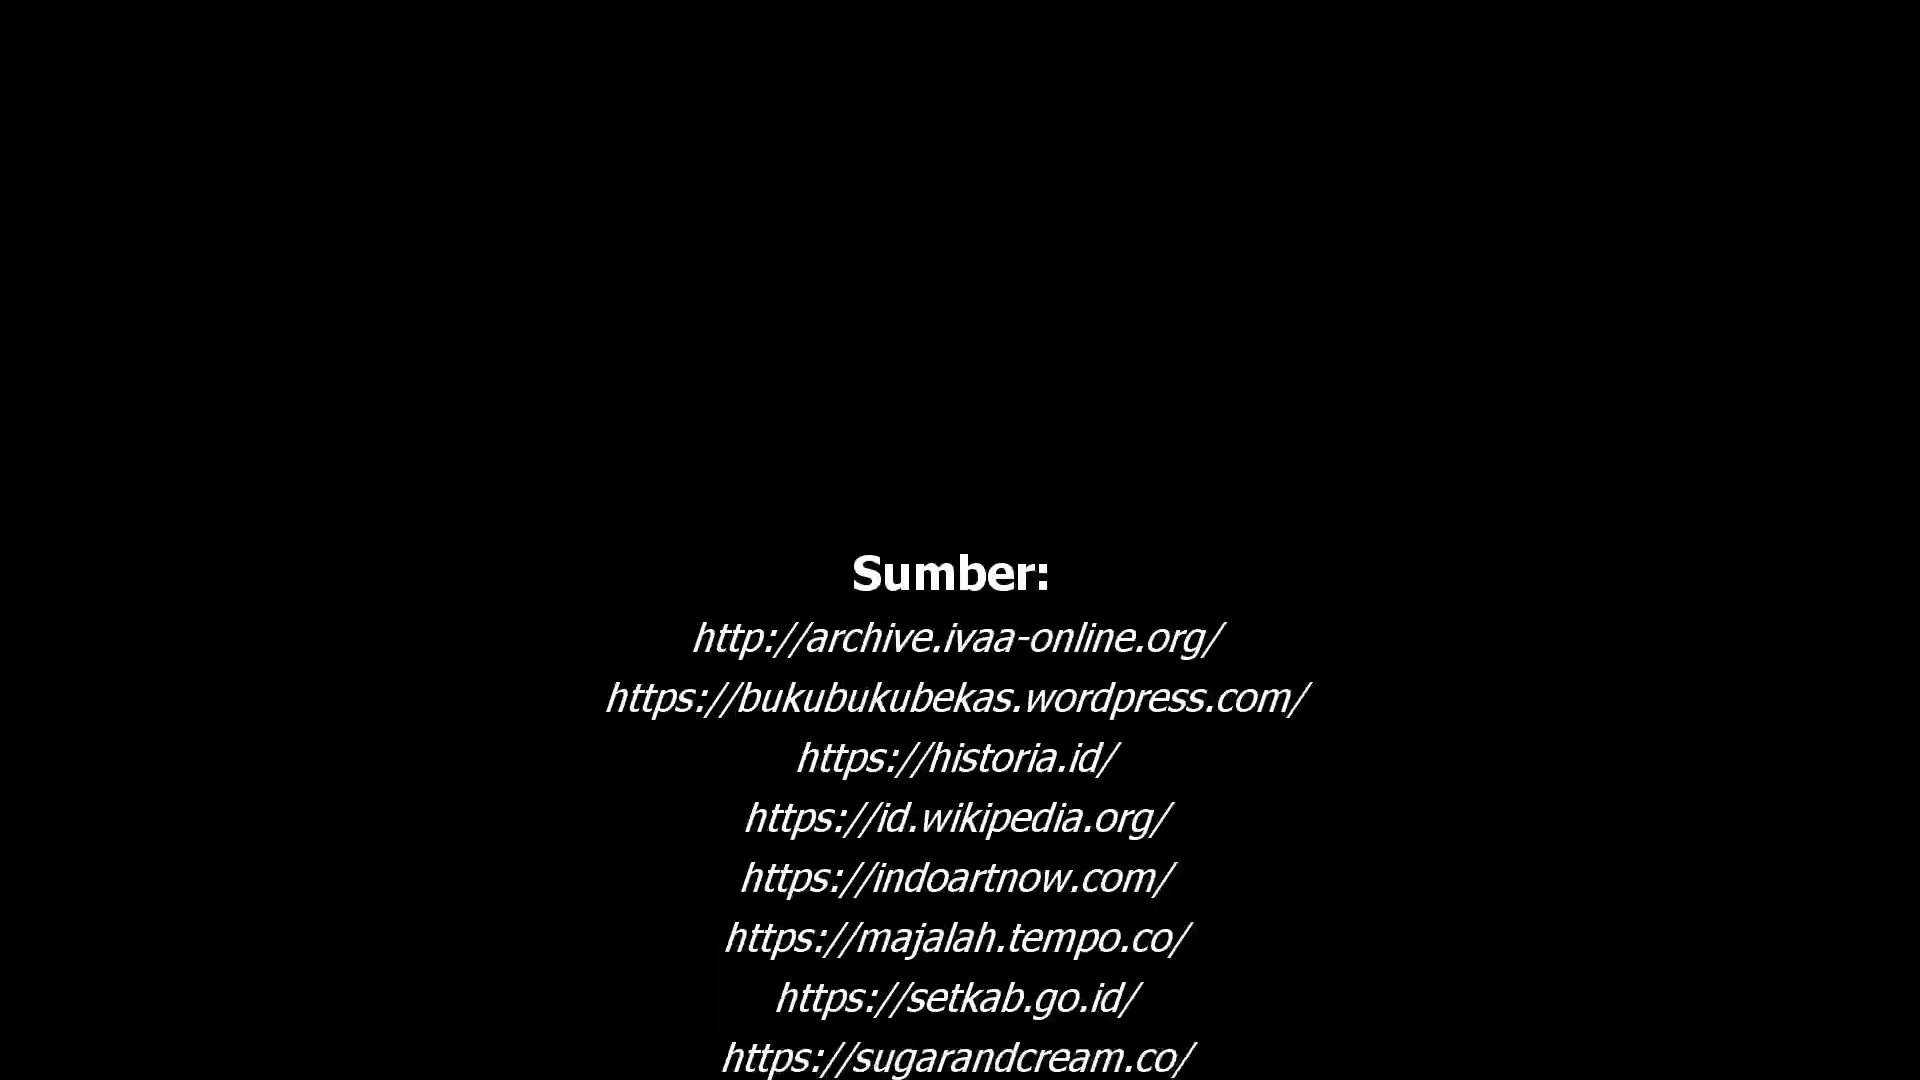 Sumber:
http://archive.ivaa-online.org/
https://bukubukubekas.wordpress.com/
https://historia.id/
https://id.wikipedia.org/
https://indoartnow.com/
https://majalah.tempo.co/
https://setkab.go.id/
https://sugarandcream.co/